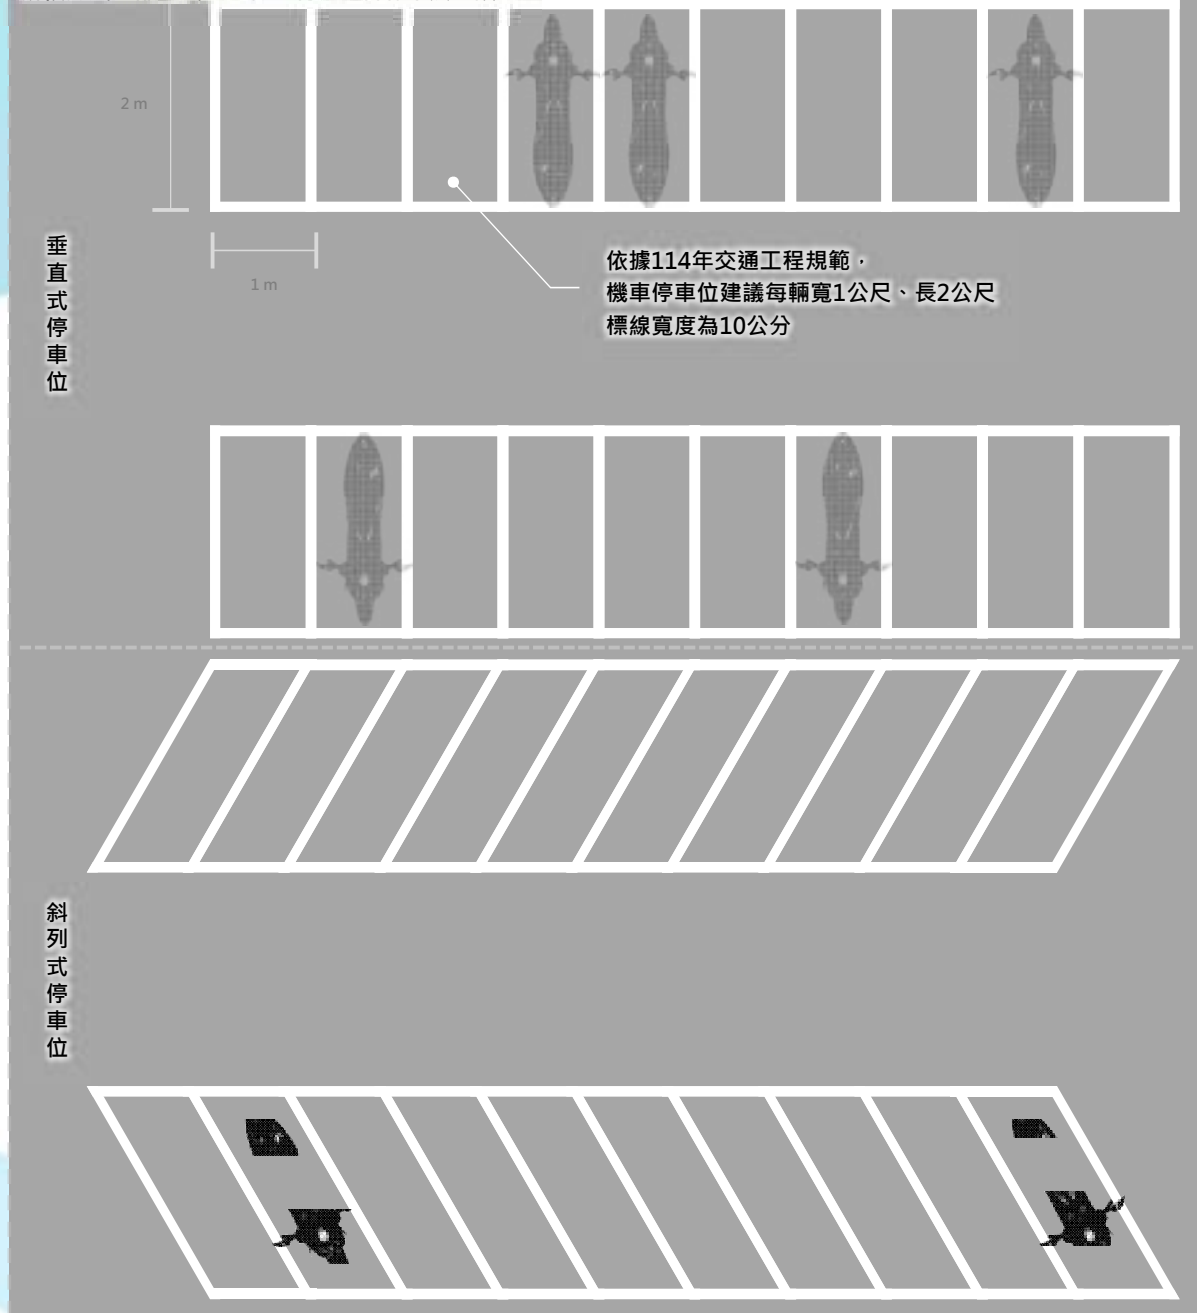 2 m
垂直式停車位
1 m
依據114年交通工程規範，
機車停車位建議每輛寬1公尺、長2公尺
標線寬度為10公分
斜列式停車位